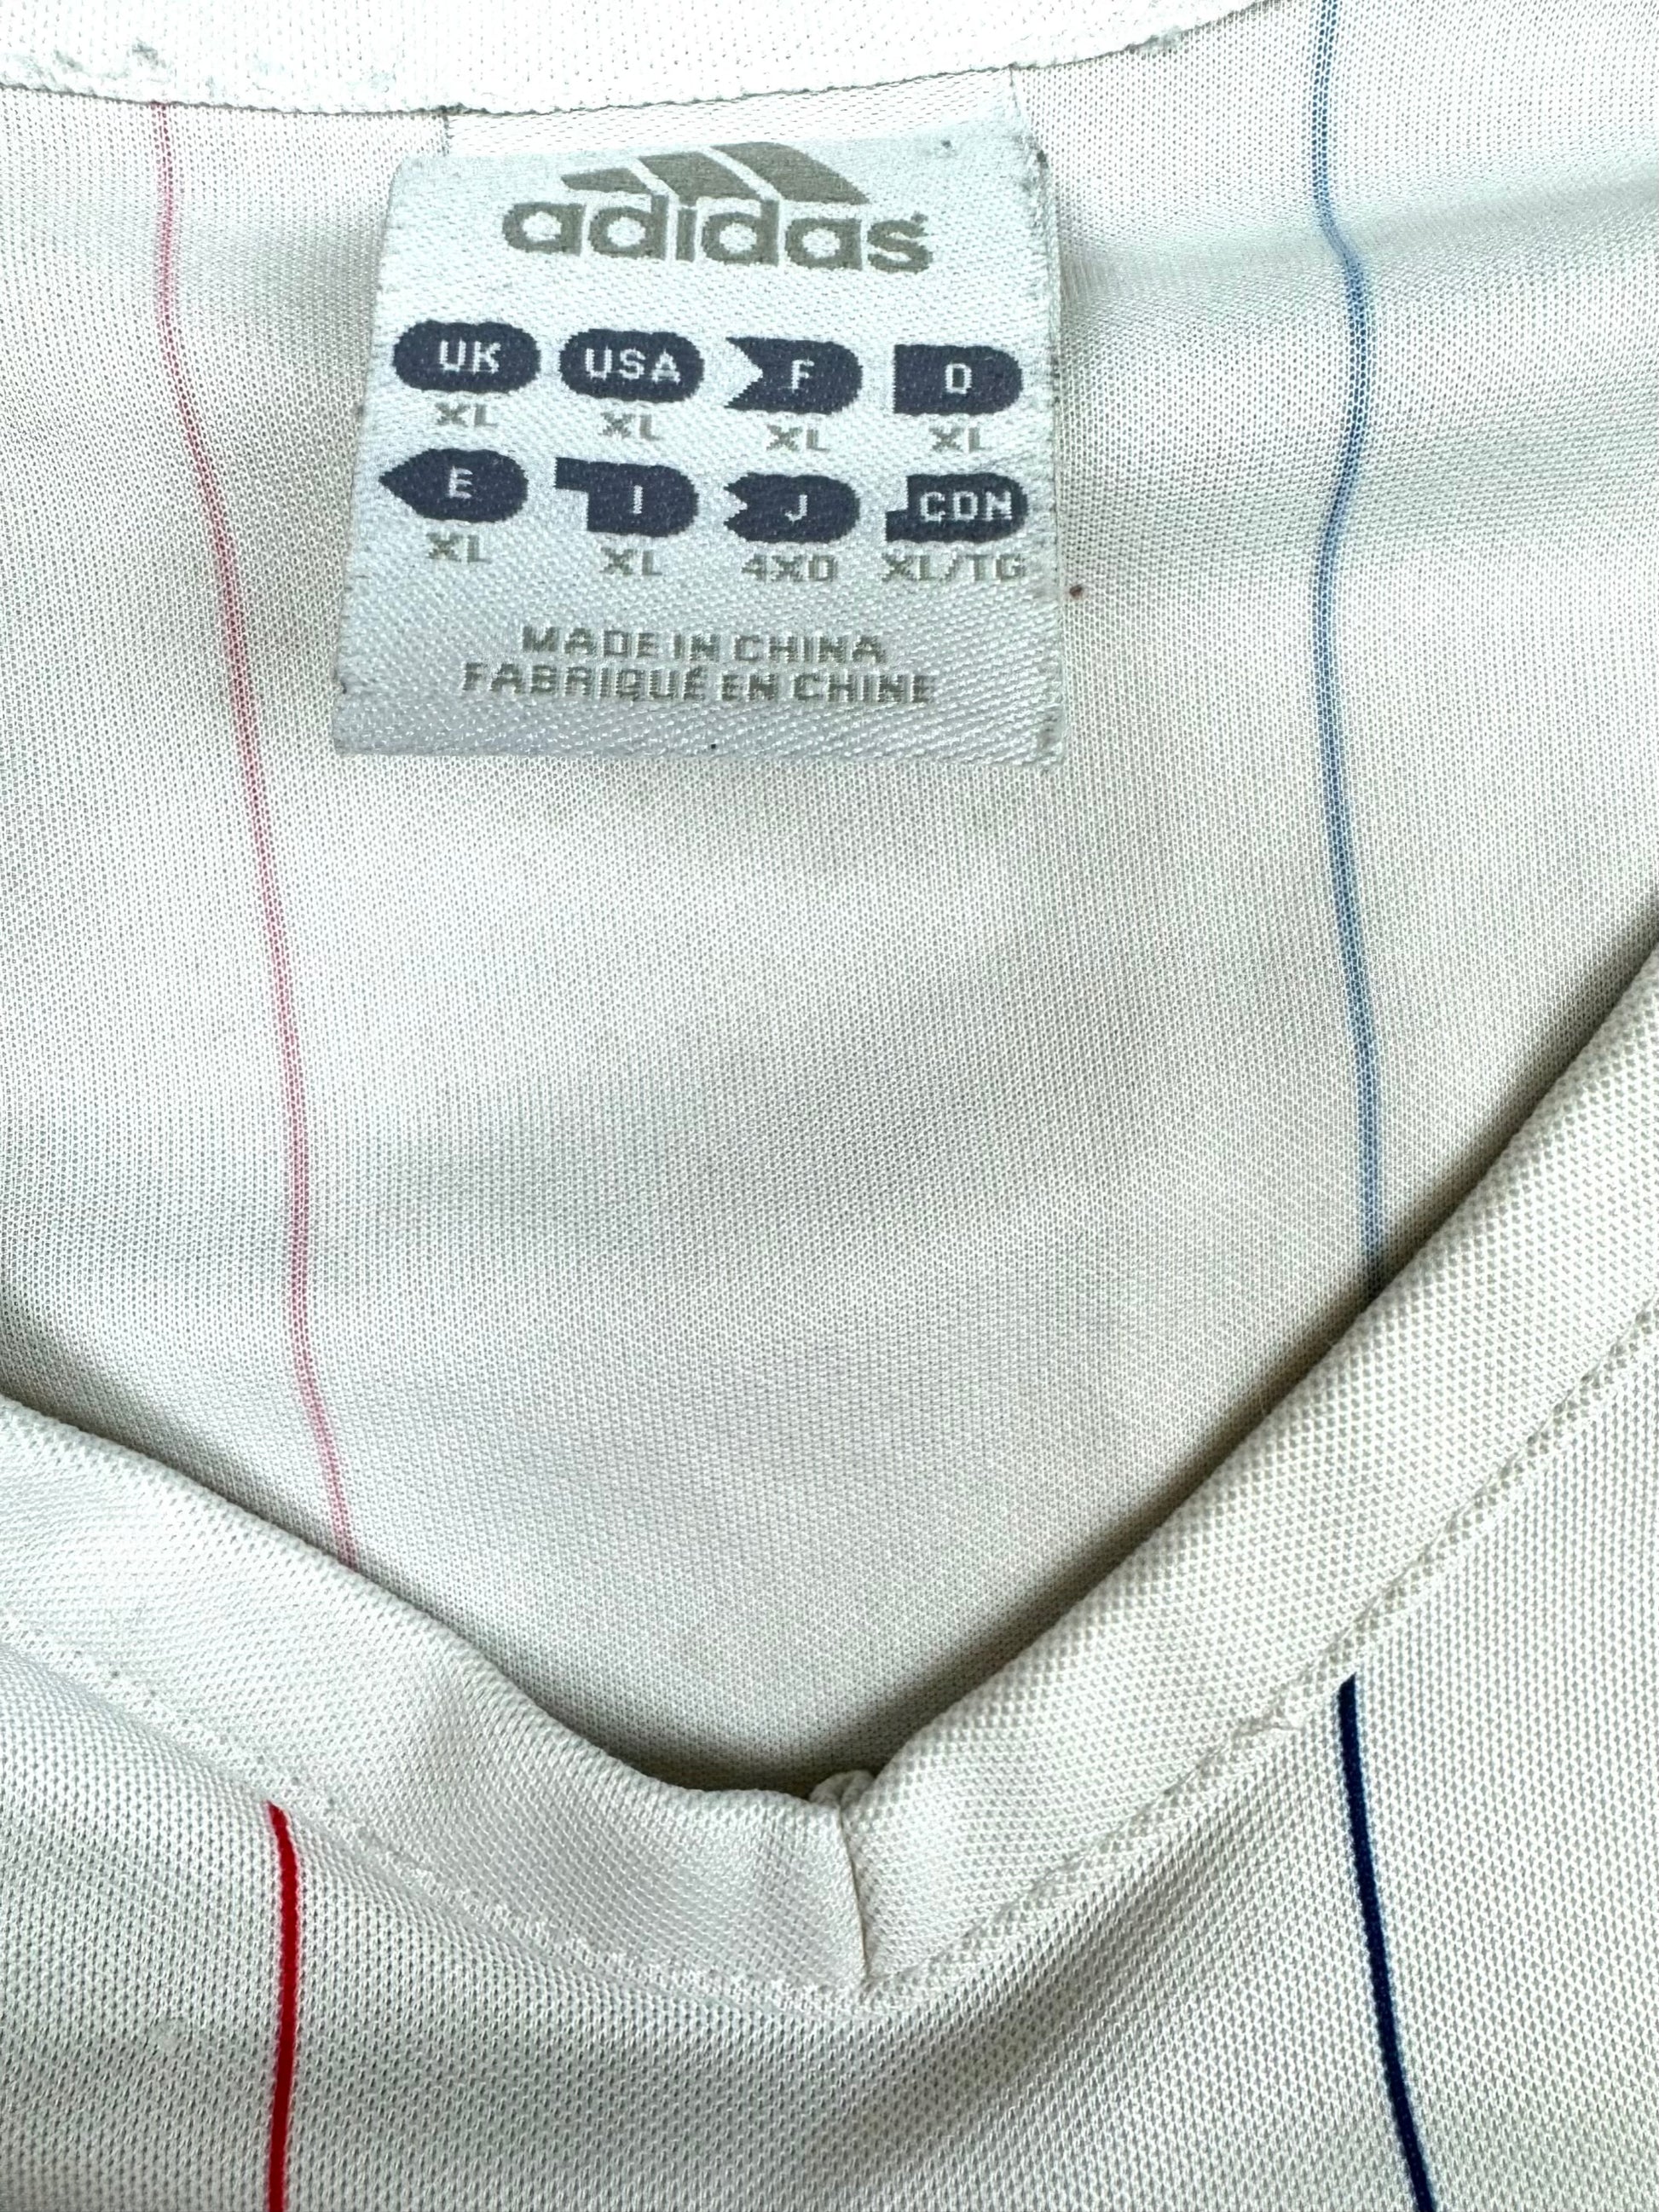 adidas
UK USA F D
XL XL XL XL
E I J CDN
XL XL 4XO XL/TG
MADE IN CHINA
FABRIQUÉ EN CHINE